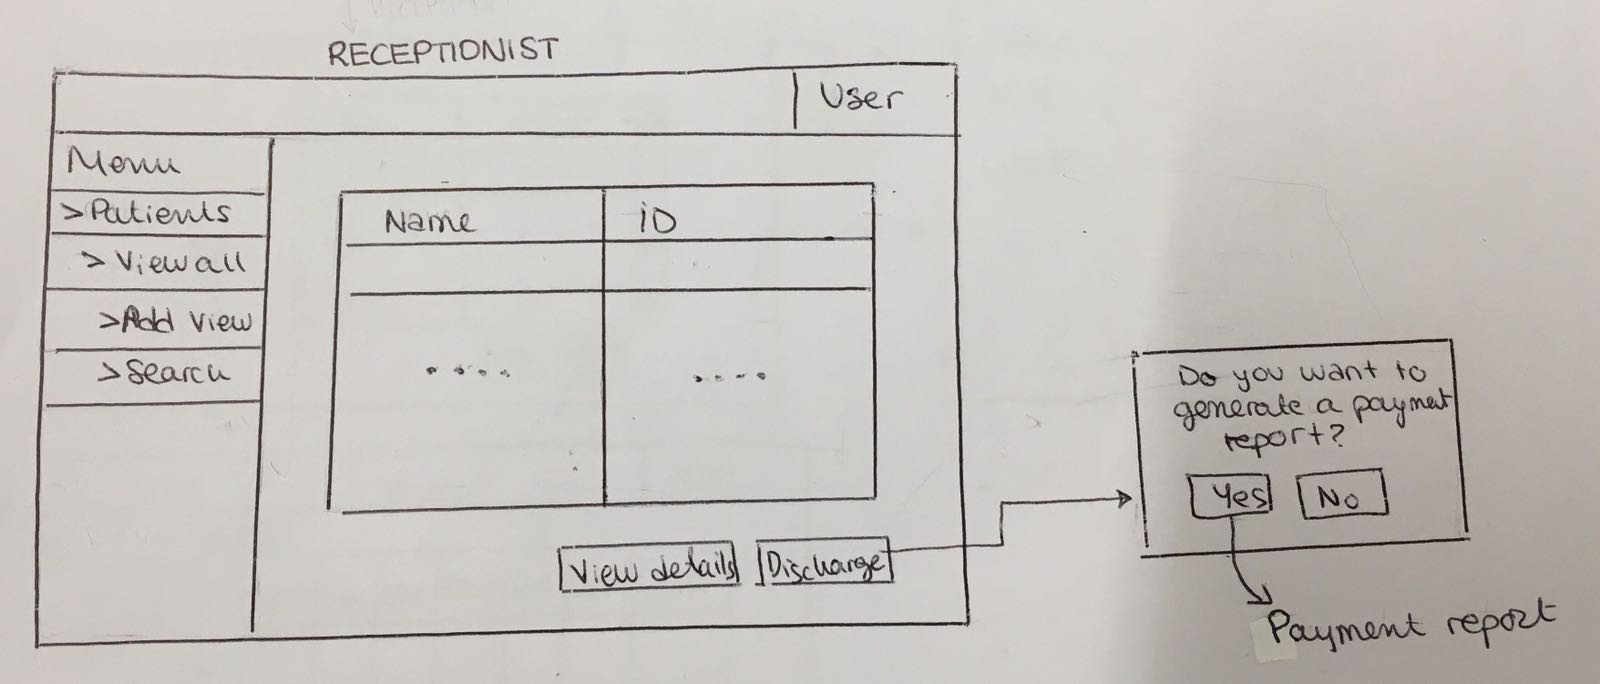 RECEPTIONIST
User
Menu
>Patients
>View all
>Add view
>Search
Name
iD
View details
Discharge
Do you want to
generate a payment
report?
Yes
No
Payment report